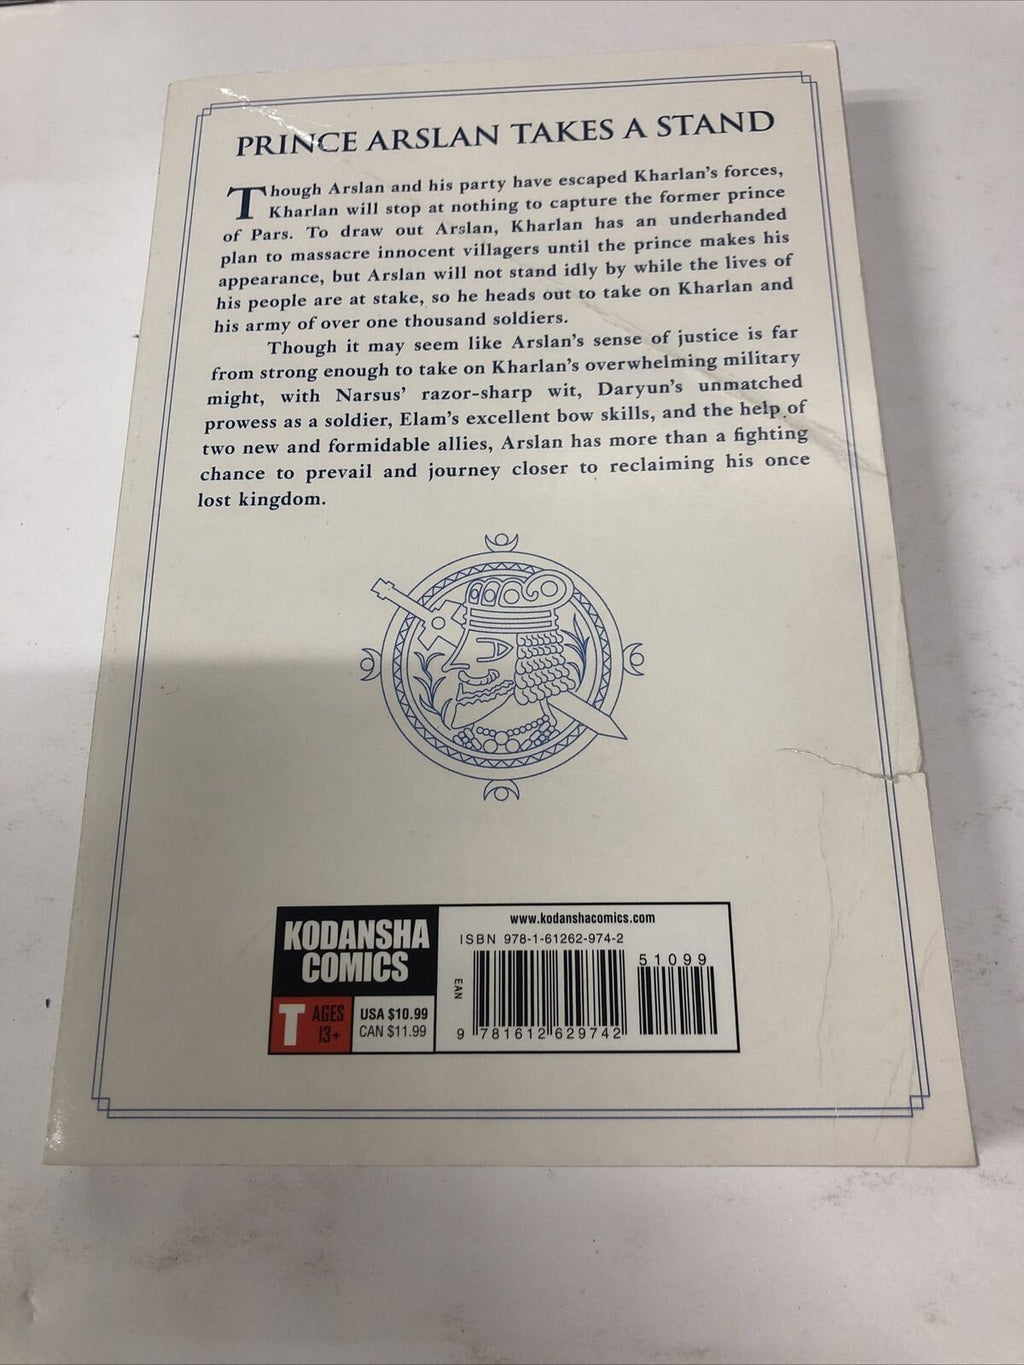 PRINCE ARSLAN TAKES A STAND
Though Arslan and his party have escaped Kharlan's forces,
Kharlan will stop at nothing to capture the former prince
of Pars. To draw out Arslan, Kharlan has an underhanded
plan to massacre innocent villagers until the prince makes his
appearance, but Arslan will not stand idly by while the lives of
his people are at stake, so he heads out to take on Kharlan and
his army of over one thousand soldiers.
Though it may seem like Arslan's sense of justice is far
from strong enough to take on Kharlan's overwhelming military
might, with Narsus' razor-sharp wit, Daryun's unmatched
prowess as a soldier, Elam's excellent bow skills, and the help of
two new and formidable allies, Arslan has more than a fighting
chance to prevail and journey closer to reclaiming his once
lost kingdom.
KODANSHA
COMICS
T AGES
13+
USA $10.99
CAN $11.99
www.kodanshacomics.com
ISBN 978-1-61262-974-2
51099
EAN
9 781612 629742